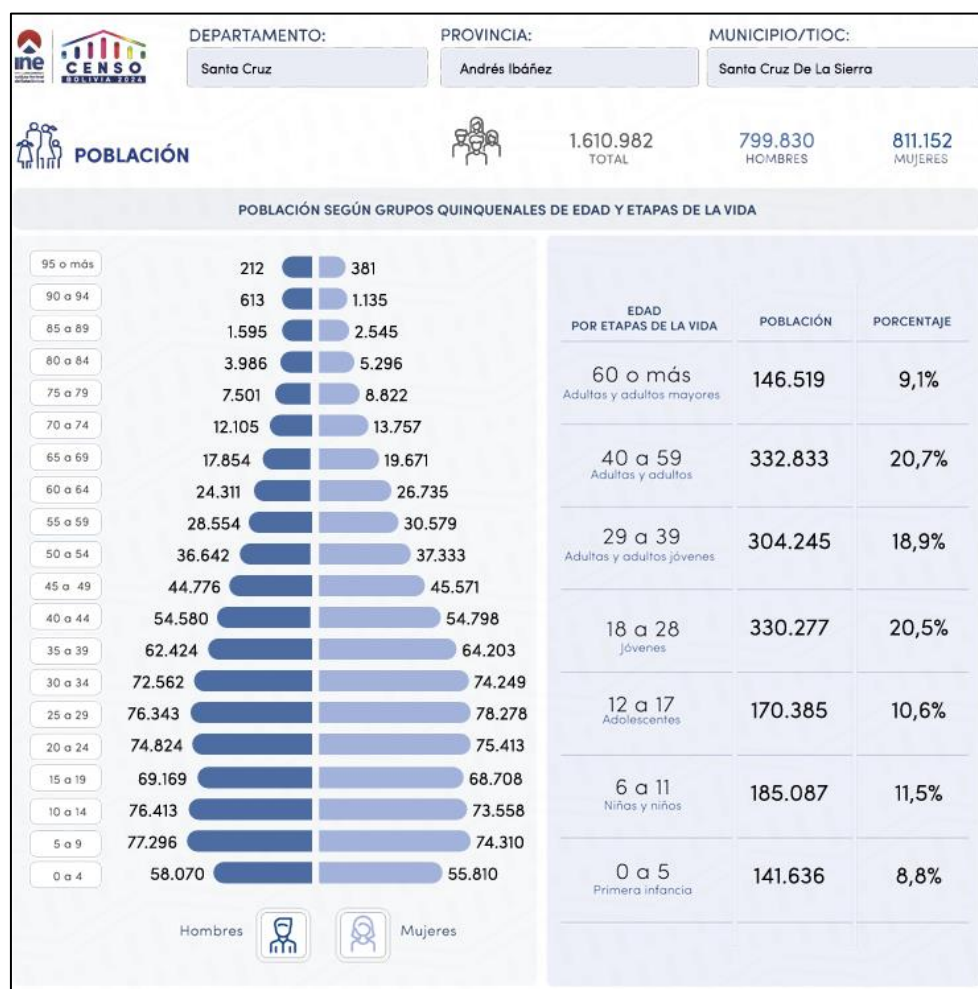 DEPARTAMENTO: PROVINCIA: MUNICIPIO/TIOC:
ine CENSO
BOLIVIA 2024
Santa Cruz Andrés Ibáñez Santa Cruz De La Sierra
POBLACIÓN
1.610.982 799.830 811.152
TOTAL HOMBRES MUJERES
POBLACIÓN SEGÚN GRUPOS QUINQUENALES DE EDAD Y ETAPAS DE LA VIDA
95 o más 212 381
90 a 94 613 1.135
85 a 89 1.595 2.545
80 a 84 3.986 5.296
75 a 79 7.501 8.822
70 a 74 12.105 13.757
65 a 69 17.854 19.671
60 a 64 24.311 26.735
55 a 59 28.554 30.579
50 a 54 36.642 37.333
45 a 49 44.776 45.571
40 a 44 54.580 54.798
35 a 39 62.424 64.203
30 a 34 72.562 74.249
25 a 29 76.343 78.278
20 a 24 74.824 75.413
15 a 19 69.169 68.708
10 a 14 76.413 73.558
5 a 9 77.296 74.310
0 a 4 58.070 55.810
Hombres Mujeres
EDAD
POR ETAPAS DE LA VIDA POBLACIÓN PORCENTAJE
60 o más 146.519 9,1%
Adultas y adultos mayores
40 a 59 332.833 20,7%
Adultas y adultos
29 a 39 304.245 18,9%
Adultas y adultos jóvenes
18 a 28 330.277 20,5%
Jóvenes
12 a 17 170.385 10,6%
Adolescentes
6 a 11 185.087 11,5%
Niñas y niños
0 a 5 141.636 8,8%
Primera infancia